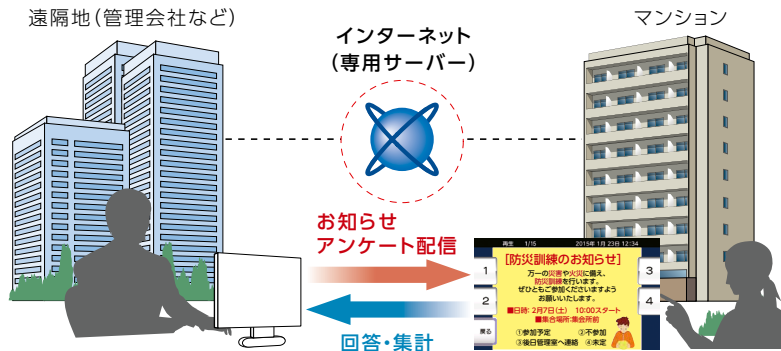 遠隔地(管理会社など)
インターネット
(専用サーバー)
マンション
お知らせ
アンケート配信
回答・集計
再生 1/15 2015年 1月 23日 12:34
[防災訓練のお知らせ]
万一の災害や火災に備え、
防災訓練を行います。
ぜひともご参加くださいますよう
お願いいたします。
■日時: 2月7日(土) 10:00スタート
■集合場所:集会所前
①参加予定 ②不参加
③後日管理室へ連絡 ④未定
1
2
戻る
3
4